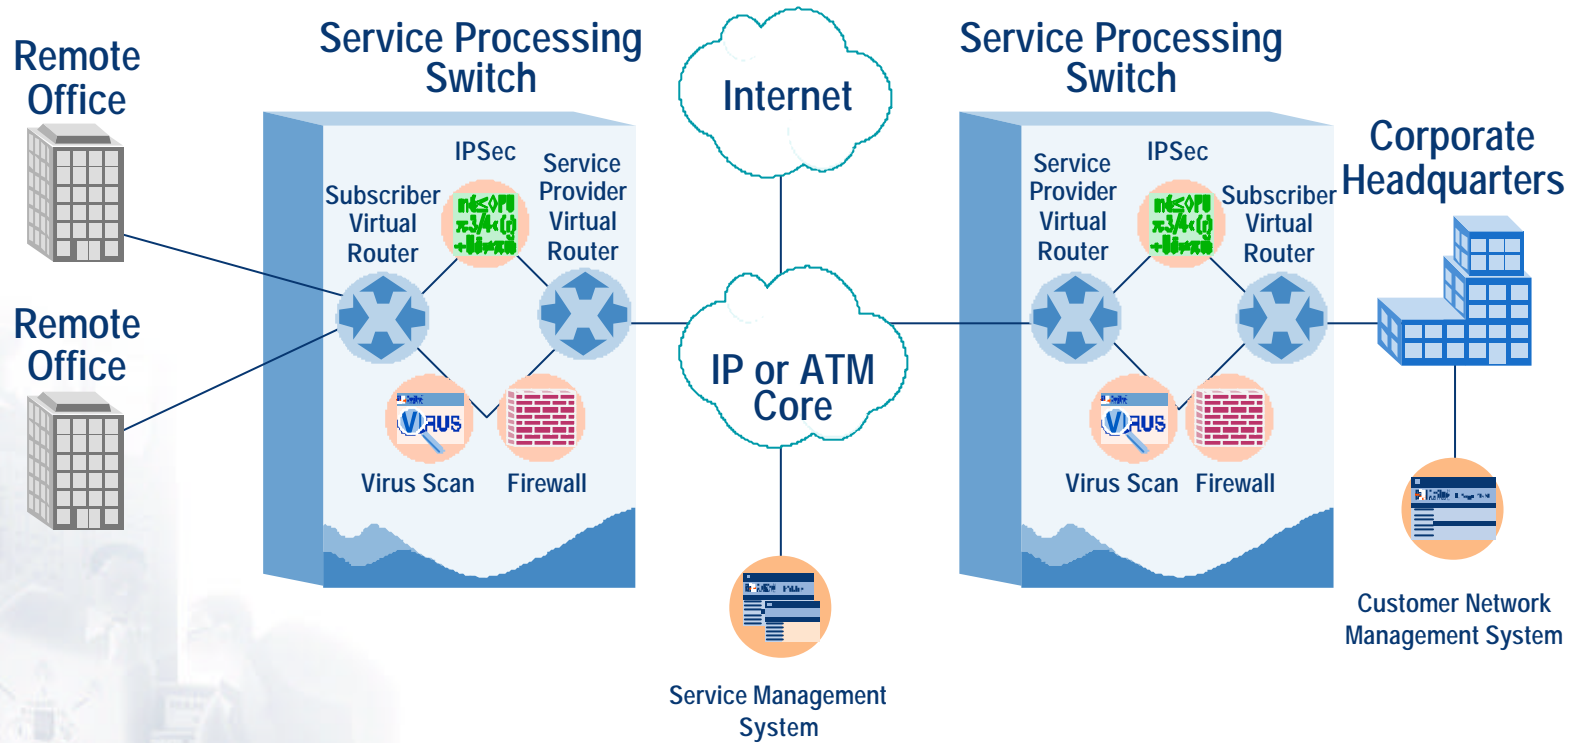 Remote
Office
Service Processing
Switch
Internet
Service Processing
Switch
Corporate
Headquarters
IPSec
Subscriber
Virtual
Router
Service
Provider
Virtual
Router
Virus Scan
Firewall
Remote
Office
IP or ATM
Core
Service
Provider
Virtual
Router
IPSec
Subscriber
Virtual
Router
Virus Scan
Firewall
Service Management
System
Customer Network
Management System